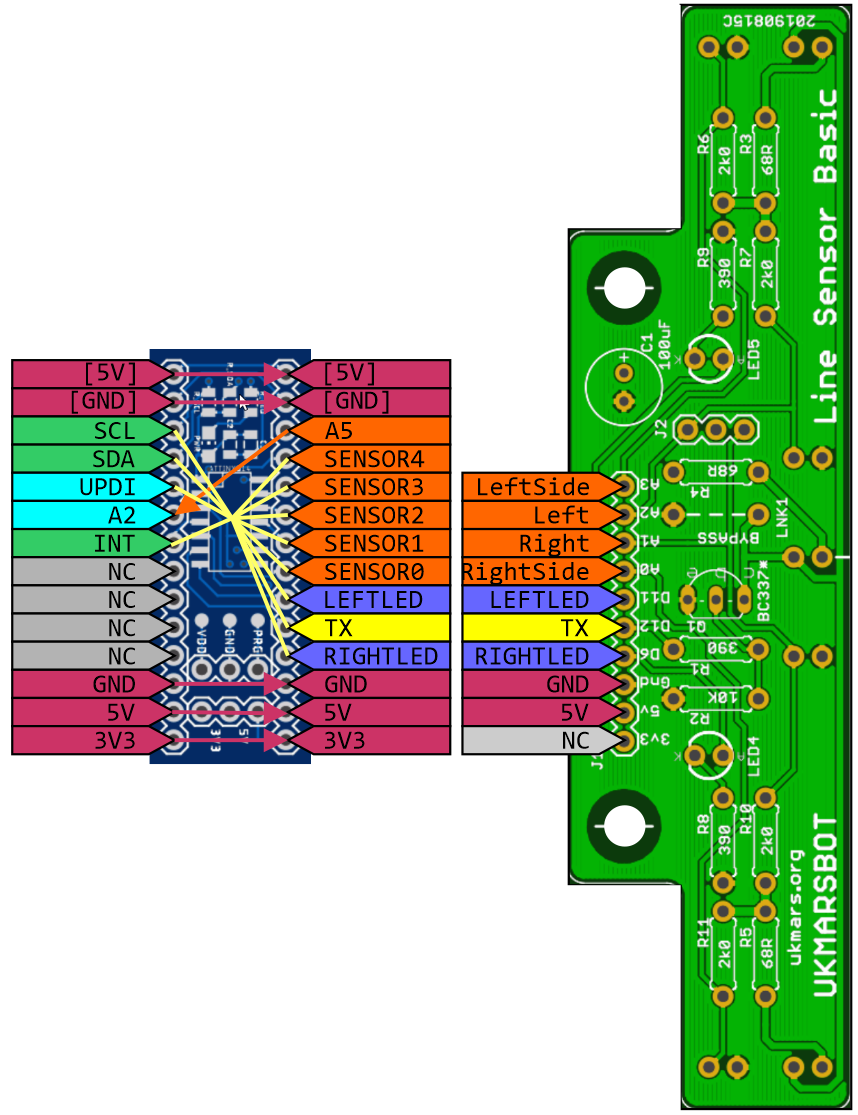 [5V]
[GND]
SCL
SDA
UPDI
A2
INT
NC
NC
NC
NC
GND
5V
3V3
VDD
GND
PRG
3V3
5V
[5V]
[GND]
A5
SENSOR4
SENSOR3
SENSOR2
SENSOR1
SENSOR0
LEFTLED
TX
RIGHTLED
GND
5V
3V3
LeftSide
Left
Right
RightSide
LEFTLED
TX
RIGHTLED
GND
5V
NC
A3
A2
A1
A0
D11
D12
D6
Gnd
5v
3v3
J1
20190815C
R6
2k0
R3
68R
R9
390
R7
2k0
C1
100uF
+
K
A
LED5
J2
68R
R4
LNK1
BYPASS
BC337*
Q1
390
R1
10K
R2
K
A
LED4
R8
390
R10
2k0
R11
2k0
R5
68R
Line Sensor Basic
ukmars.org
UKMARSBOT